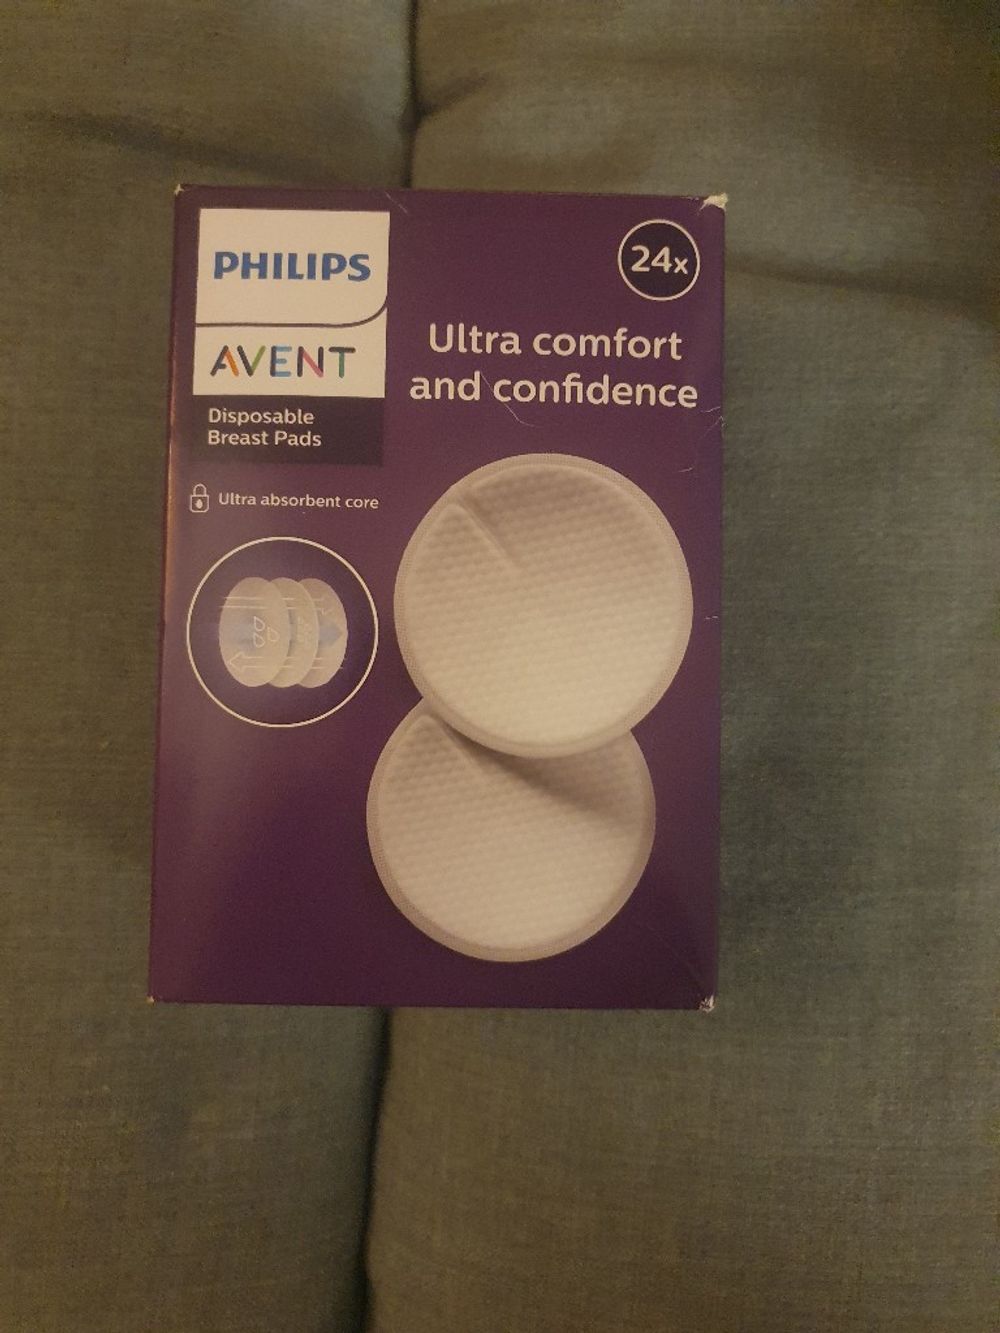 PHILIPS
AVENT
Disposable
Breast Pads
24x
Ultra comfort
and confidence
Ultra absorbent core